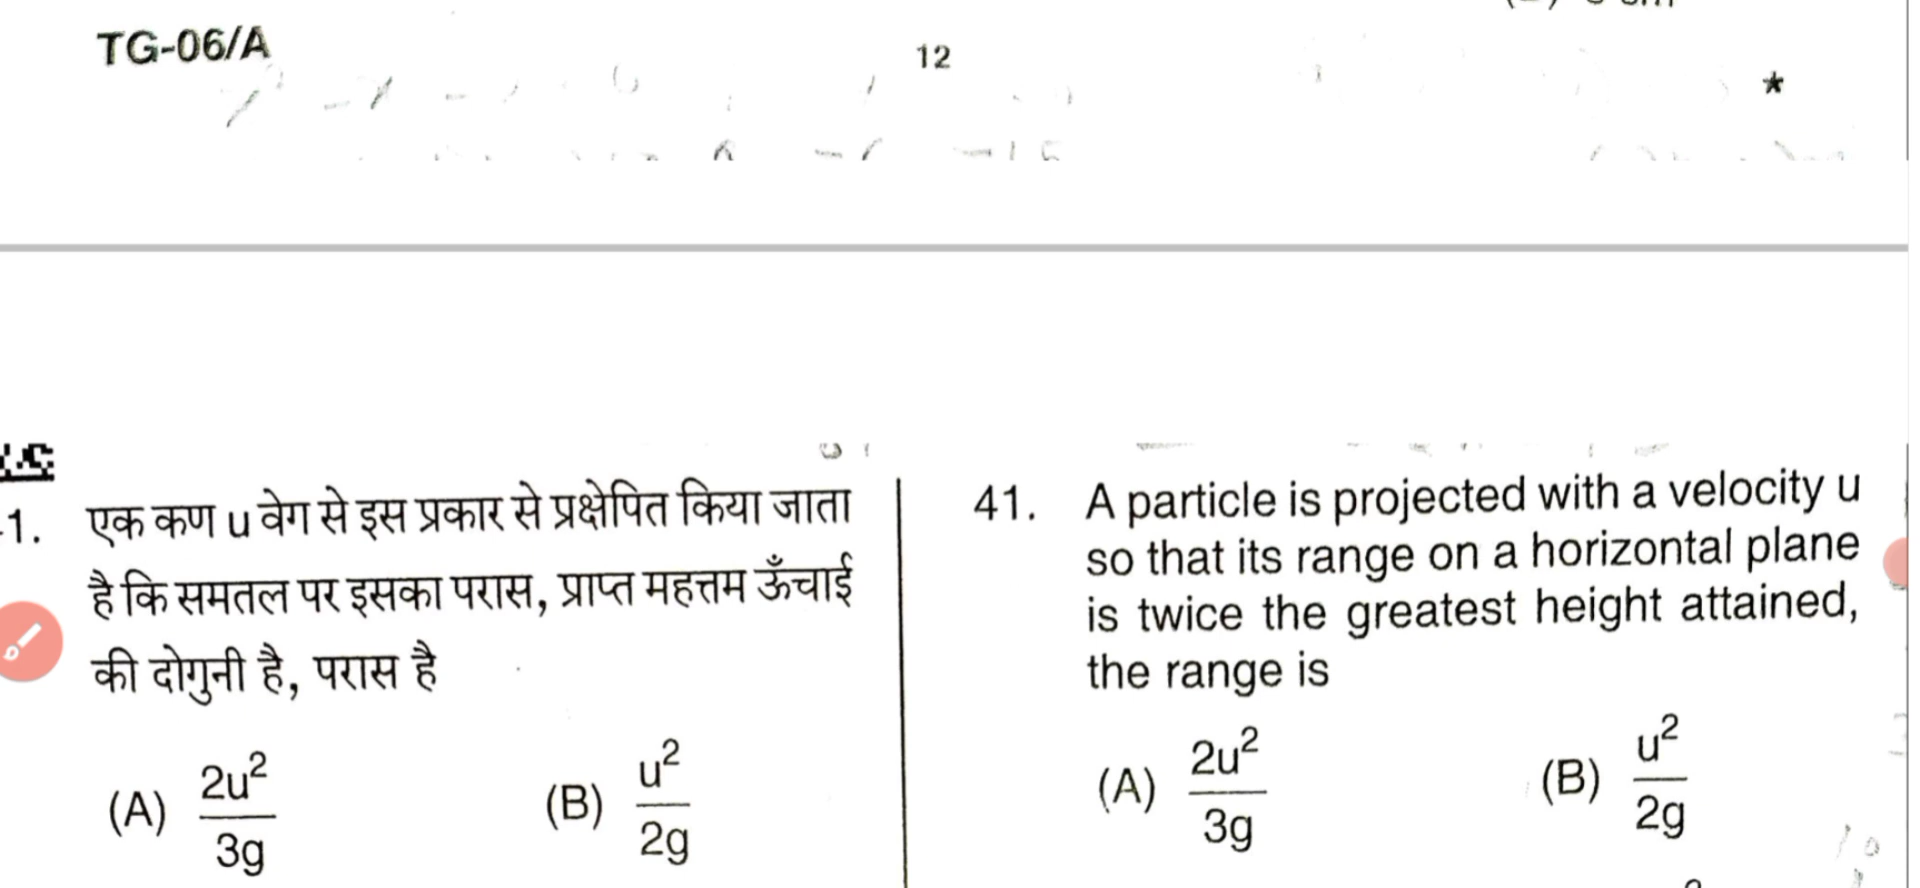 TG-06/A
12
*
1. एक कण u वेग से इस प्रकार से प्रक्षेपित किया जाता
है कि समतल पर इसका परास, प्राप्त महत्तम ऊँचाई
की दोगुनी है, परास है
(A) 2u²/3g (B) u²/2g
41. A particle is projected with a velocity u
so that its range on a horizontal plane
is twice the greatest height attained,
the range is
(A) 2u²/3g (B) u²/2g